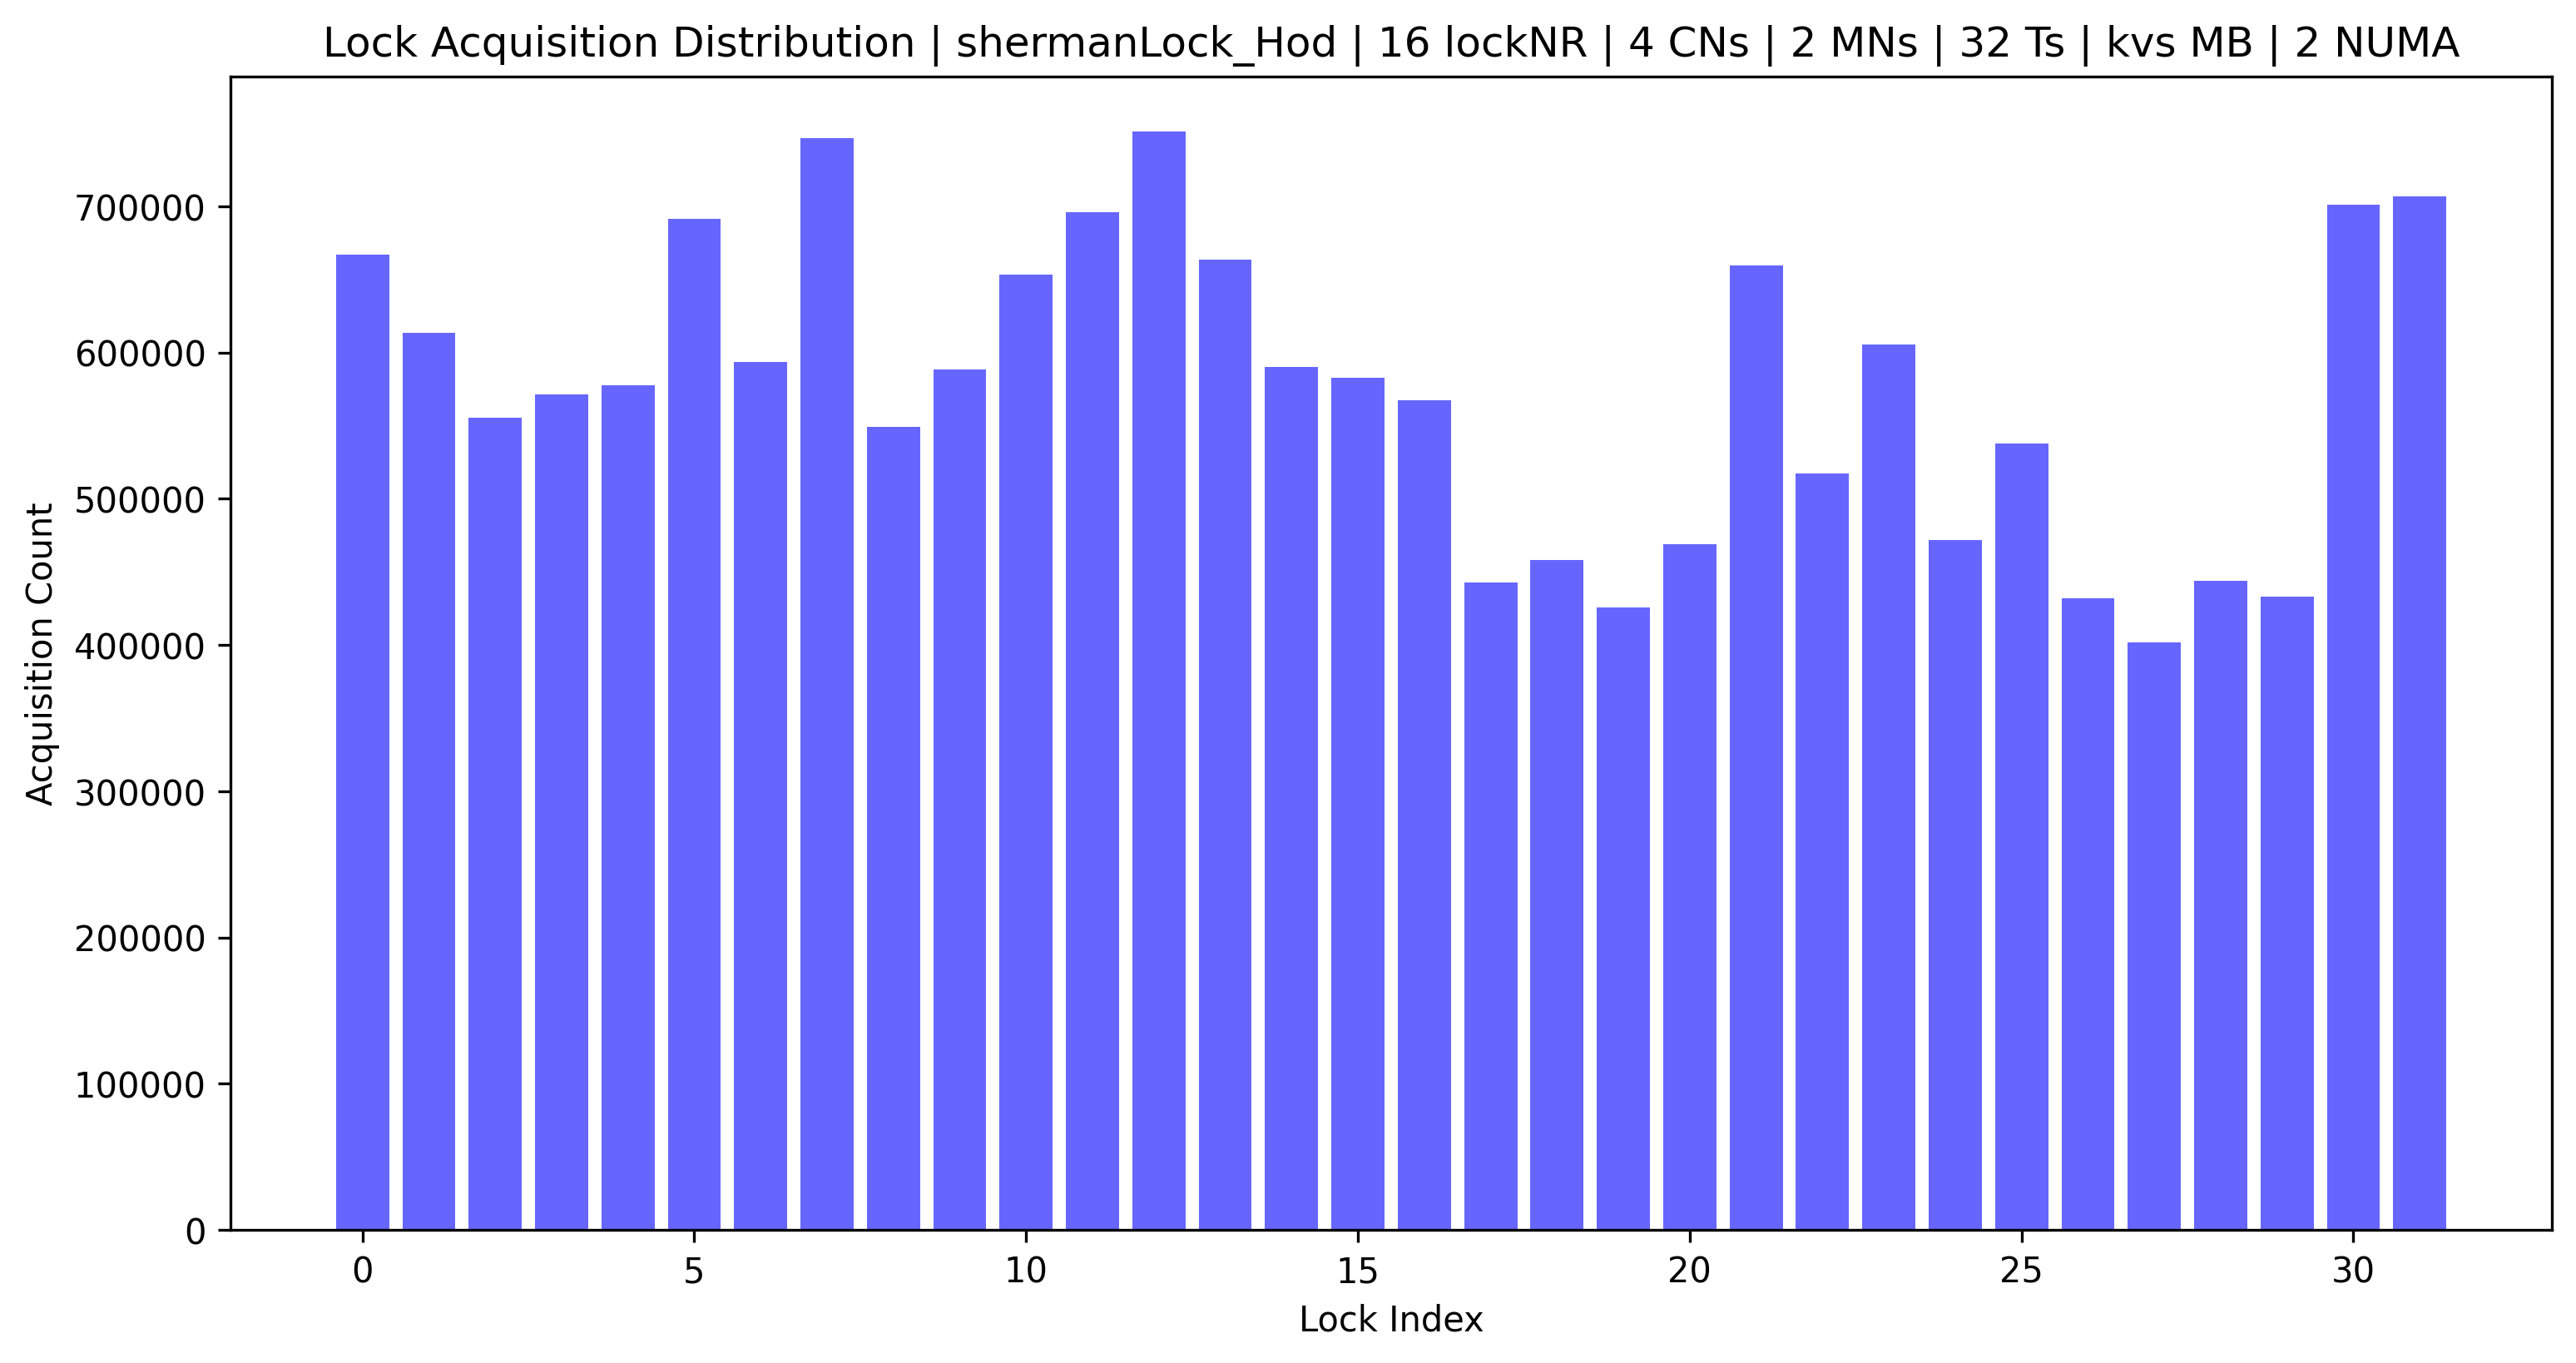 Lock Acquisition Distribution | shermanLock_Hod | 16 lockNR | 4 CNs | 2 MNs | 32 Ts | kvs MB | 2 NUMA
Acquisition Count
700000
600000
500000
400000
300000
200000
100000
0
0 5 10 15 20 25 30
Lock Index